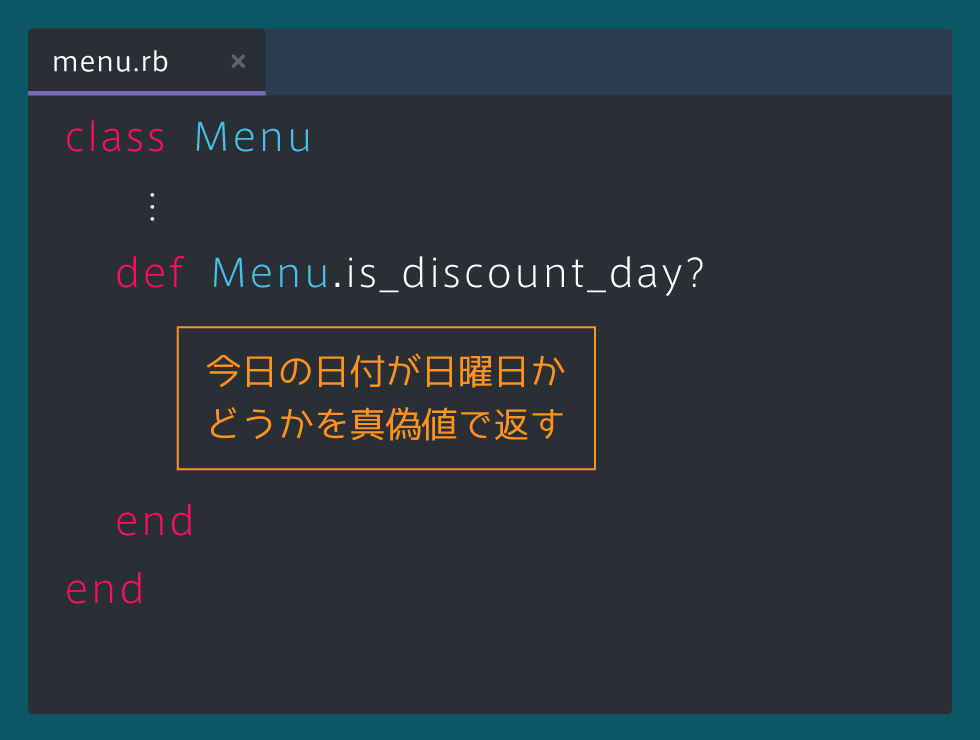 menu.rb ×
class Menu
⋮
def Menu.is_discount_day?
今日の日付が日曜日か
どうかを真偽値で返す
end
end